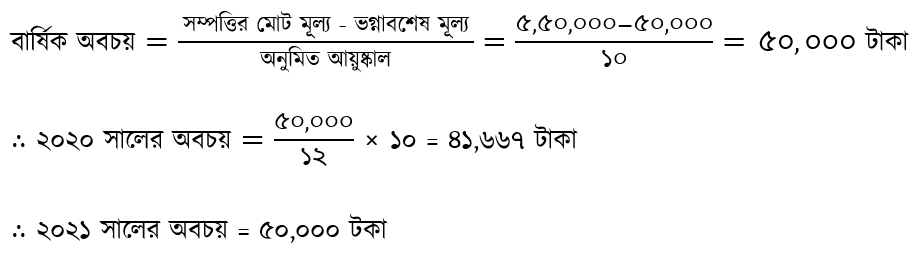 বার্ষিক অবচয় = সম্পত্তির মোট মূল্য - ভগ্নাবশেষ মূল্য / অনুমিত আয়ুষ্কাল = ৫,৫০,০০০–৫০,০০০ / ১০ = ৫০,০০০ টাকা
∴ ২০২০ সালের অবচয় = ৫০,০০০ / ১২ × ১০ = ৪১,৬৬৭ টাকা
∴ ২০২১ সালের অবচয় = ৫০,০০০ টকা